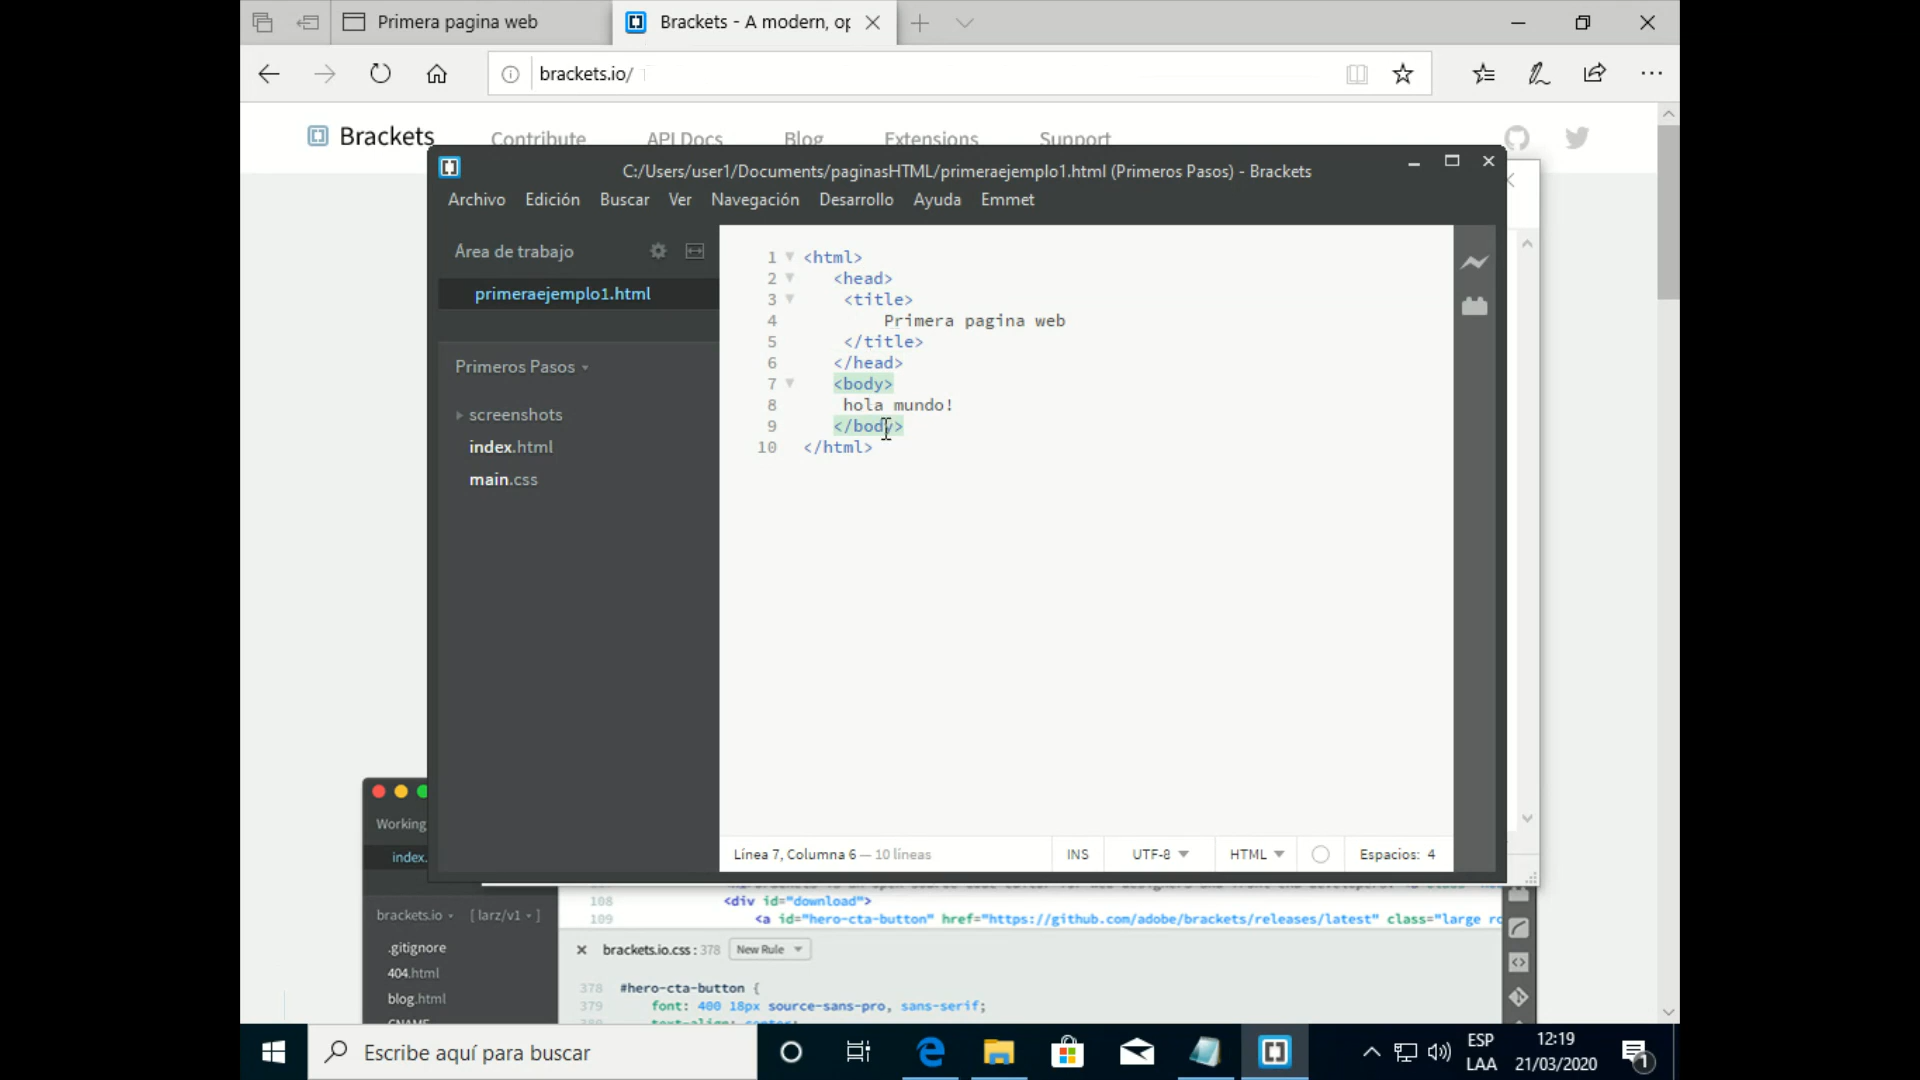 Primera pagina web
Brackets - A modern, op
brackets.io/
Brackets
Contribute
API Docs
Blog
Extensions
Support
C:/Users/user1/Documents/paginasHTML/primeraejemplo1.html (Primeros Pasos) - Brackets
Archivo Edición Buscar Ver Navegación Desarrollo Ayuda Emmet
Área de trabajo
primeraejemplo1.html
Primeros Pasos
screenshots
index.html
main.css
1 <html>
2 <head>
3 <title>
4 Primera pagina web
5 </title>
6 </head>
7 <body>
8 hola mundo!
9 </body>
10 </html>
Línea 7, Columna 6 — 10 líneas
INS
UTF-8
HTML
Espacios: 4
Working
index.
brackets.io [ larz/v1 ]
.gitignore
404.html
blog.html
108 <div id="download">
109 <a id="hero-cta-button" href="https://github.com/adobe/brackets/releases/latest" class="large ro
brackets.io.css : 378 New Rule
378 #hero-cta-button {
379 font: 400 18px source-sans-pro, sans-serif;
Escribe aquí para buscar
ESP
LAA
12:19
21/03/2020
1